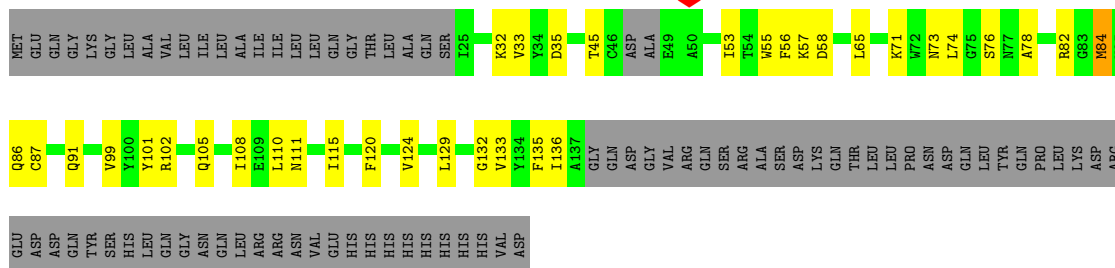 MET GLU GLN GLY LYS GLY LEU ALA VAL LEU ILE LEU ALA ILE ILE LEU LEU GLN GLY THR LEU ALA GLN SER I25 K32 V33 Y34 D35 T45 C46 ASP ALA E49 A50 I53 T54 W55 F56 K57 D58 L65 K71 W72 N73 L74 G75 S76 N77 A78 R82 G83 M84
Q86 C87 Q91 V99 Y100 Y101 R102 Q105 I108 E109 L110 N111 I115 F120 V124 L129 G132 V133 Y134 F135 I136 A137 GLY GLN ASP GLY VAL ARG GLN SER ARG ALA SER ASP LYS GLN THR LEU LEU PRO ASN ASP GLN LEU TYR GLN PRO LEU LYS ASP ARG
GLU ASP ASP GLN TYR SER HIS LEU GLN GLY ASN GLN LEU ARG ARG ASN VAL GLU HIS HIS HIS HIS HIS HIS HIS HIS VAL ASP